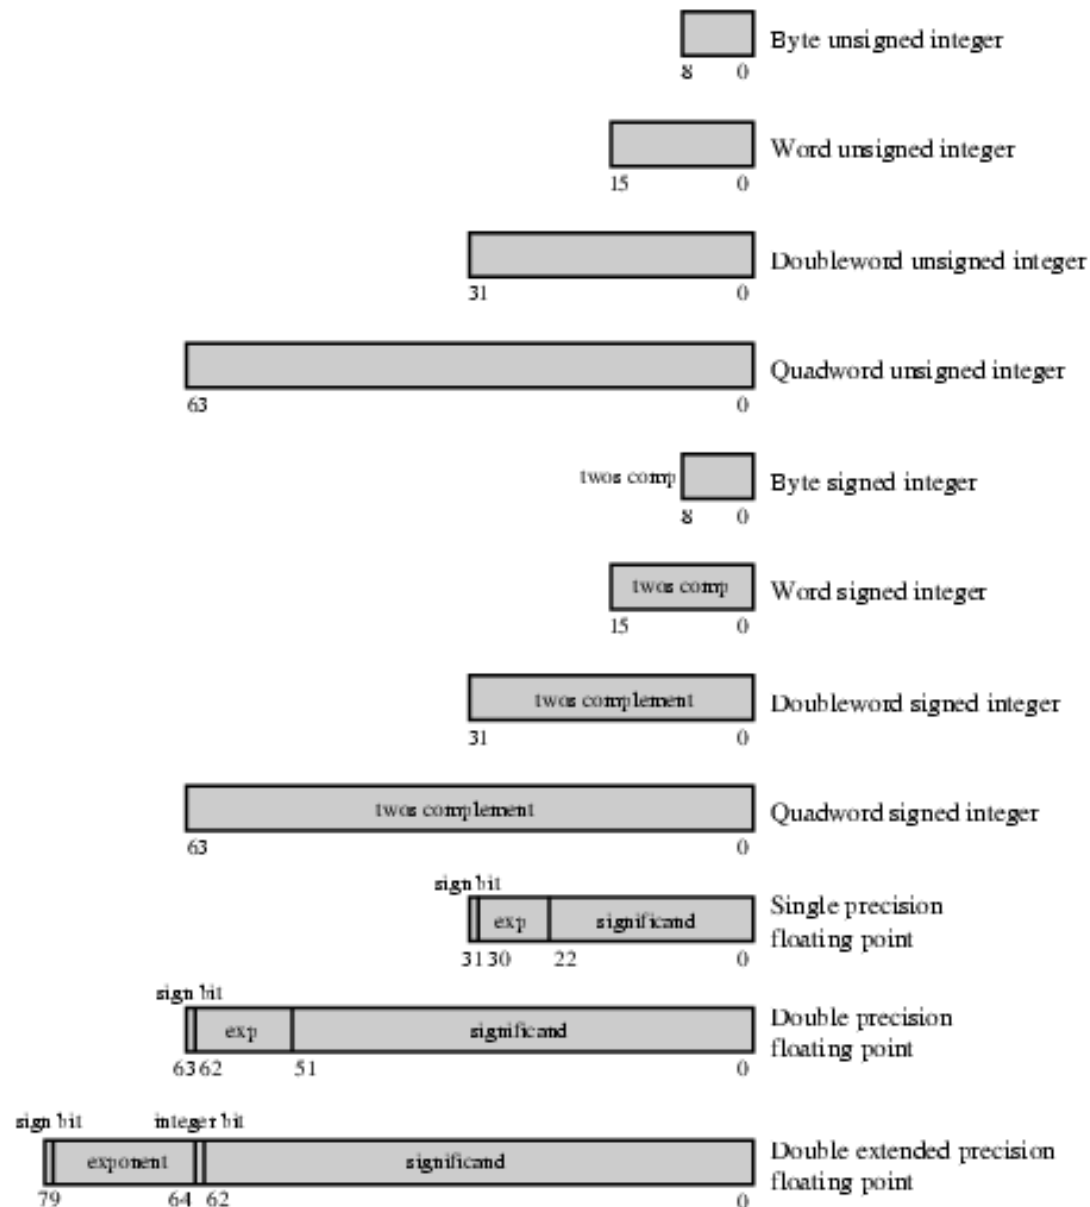 Byte unsigned integer
8 0
Word unsigned integer
15 0
Doubleword unsigned integer
31 0
Quadword unsigned integer
63 0
twos comp Byte signed integer
8 0
twos comp Word signed integer
15 0
twos complement Doubleword signed integer
31 0
twos complement Quadword signed integer
63 0
sign bit
exp significand Single precision
floating point
31 30 22 0
sign bit
exp significand Double precision
floating point
63 62 51 0
sign bit integer bit
exponent significand Double extended precision
floating point
79 64 62 0